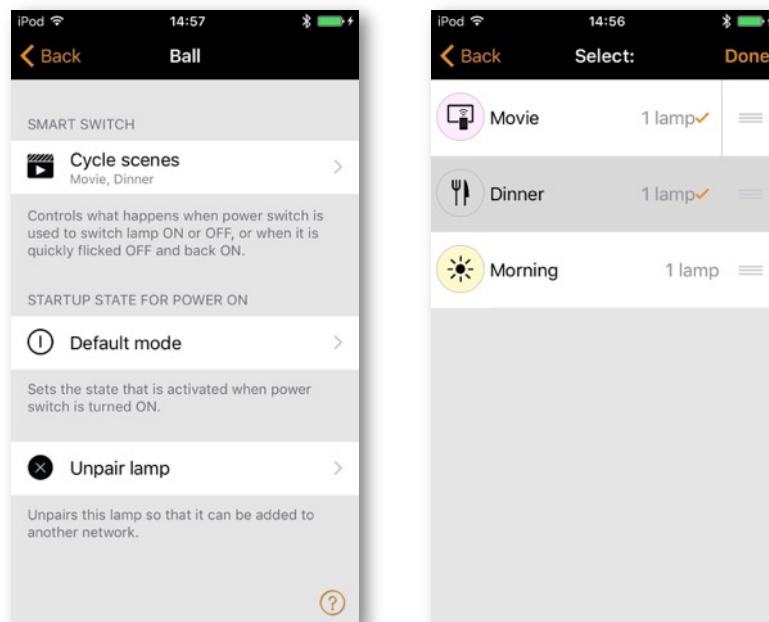 iPod 14:57
Back Ball
SMART SWITCH
Cycle scenes
Movie, Dinner
Controls what happens when power switch is
used to switch lamp ON or OFF, or when it is
quickly flicked OFF and back ON.
STARTUP STATE FOR POWER ON
Default mode
Sets the state that is activated when power
switch is turned ON.
Unpair lamp
Unpairs this lamp so that it can be added to
another network.
?
iPod 14:56
Back Select: Done
Movie 1 lamp
Dinner 1 lamp
Morning 1 lamp